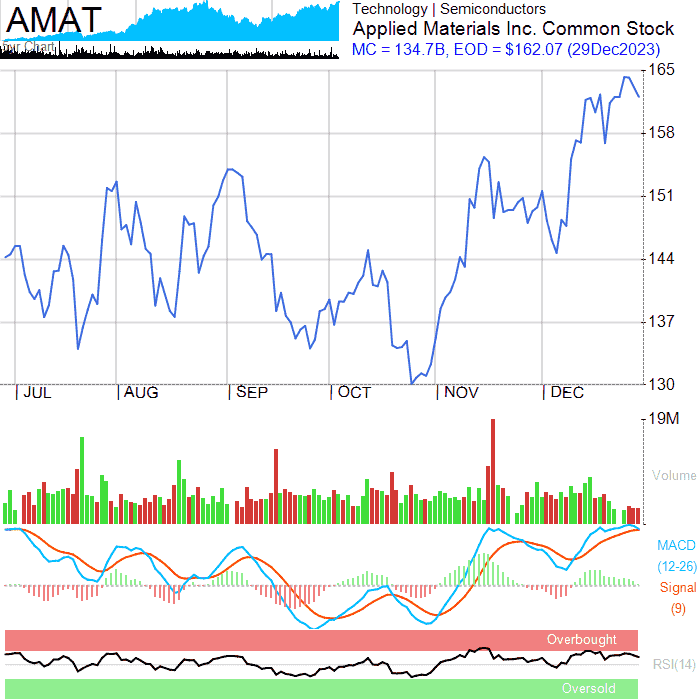 AMAT
Technology | Semiconductors
Applied Materials Inc. Common Stock
MC = 134.7B, EOD = $162.07 (29Dec2023)
165
158
151
144
137
130
JUL
AUG
SEP
OCT
NOV
DEC
19M
Volume
MACD
(12-26)
Signal
(9)
Overbought
RSI(14)
Oversold